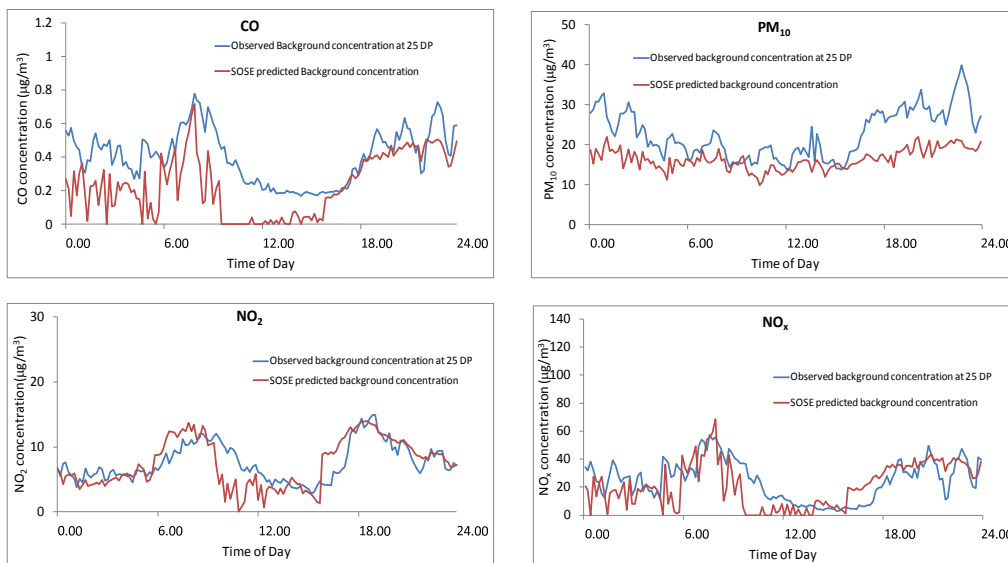 CO
1.2
1
0.8
0.6
0.4
0.2
0
CO concentration (µg/m³)
Observed Background concentration at 25 DP
SOSE predicted Background concentration
0.00 6.00 12.00 18.00 24.00
Time of Day
PM₁₀
50
40
30
20
10
0
PM₁₀ concentration (µg/m³)
Observed Background concentration at 25 DP
SOSE predicted Background concentration
0.00 6.00 12.00 18.00 24.00
Time of Day
NO₂
30
20
10
0
NO₂ concentration(µg/m³)
Observed background concentration at 25 DP
SOSE predicted background concentration
0.00 6.00 12.00 18.00 24.00
Time of Day
NOₓ
140
120
100
80
60
40
20
0
NOₓ concentration (µg/m³)
Observed background concentration at 25 DP
SOSE predicted background concentration
0.00 6.00 12.00 18.00 24.00
Time of Day